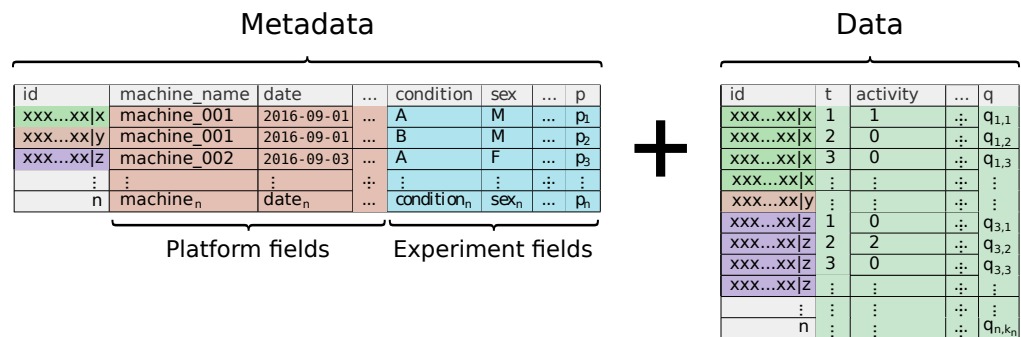 Metadata
Data
id machine_name date ... condition sex ... p
xxx...xx|x machine_001 2016-09-01 ... A M ... p₁
xxx...xx|y machine_001 2016-09-01 ... B M ... p₂
xxx...xx|z machine_002 2016-09-03 ... A F ... p₃
⋮ ⋮ ⋮ ⋮ ⋮ ⋮ ⋮ ⋮
n machineₙ dateₙ ... conditionₙ sexₙ ... pₙ
Platform fields
Experiment fields
+
id t activity ... q
xxx...xx|x 1 1 ⋮ q₁,₁
xxx...xx|x 2 0 ⋮ q₁,₂
xxx...xx|x 3 0 ⋮ q₁,₃
xxx...xx|x ⋮ ⋮ ⋮ ⋮
xxx...xx|y ⋮ ⋮ ⋮ ⋮
xxx...xx|z 1 0 ⋮ q₃,₁
xxx...xx|z 2 2 ⋮ q₃,₂
xxx...xx|z 3 0 ⋮ q₃,₃
xxx...xx|z ⋮ ⋮ ⋮ ⋮
⋮ ⋮ ⋮ ⋮ ⋮
n ⋮ ⋮ ⋮ qₙ,ₖₙ